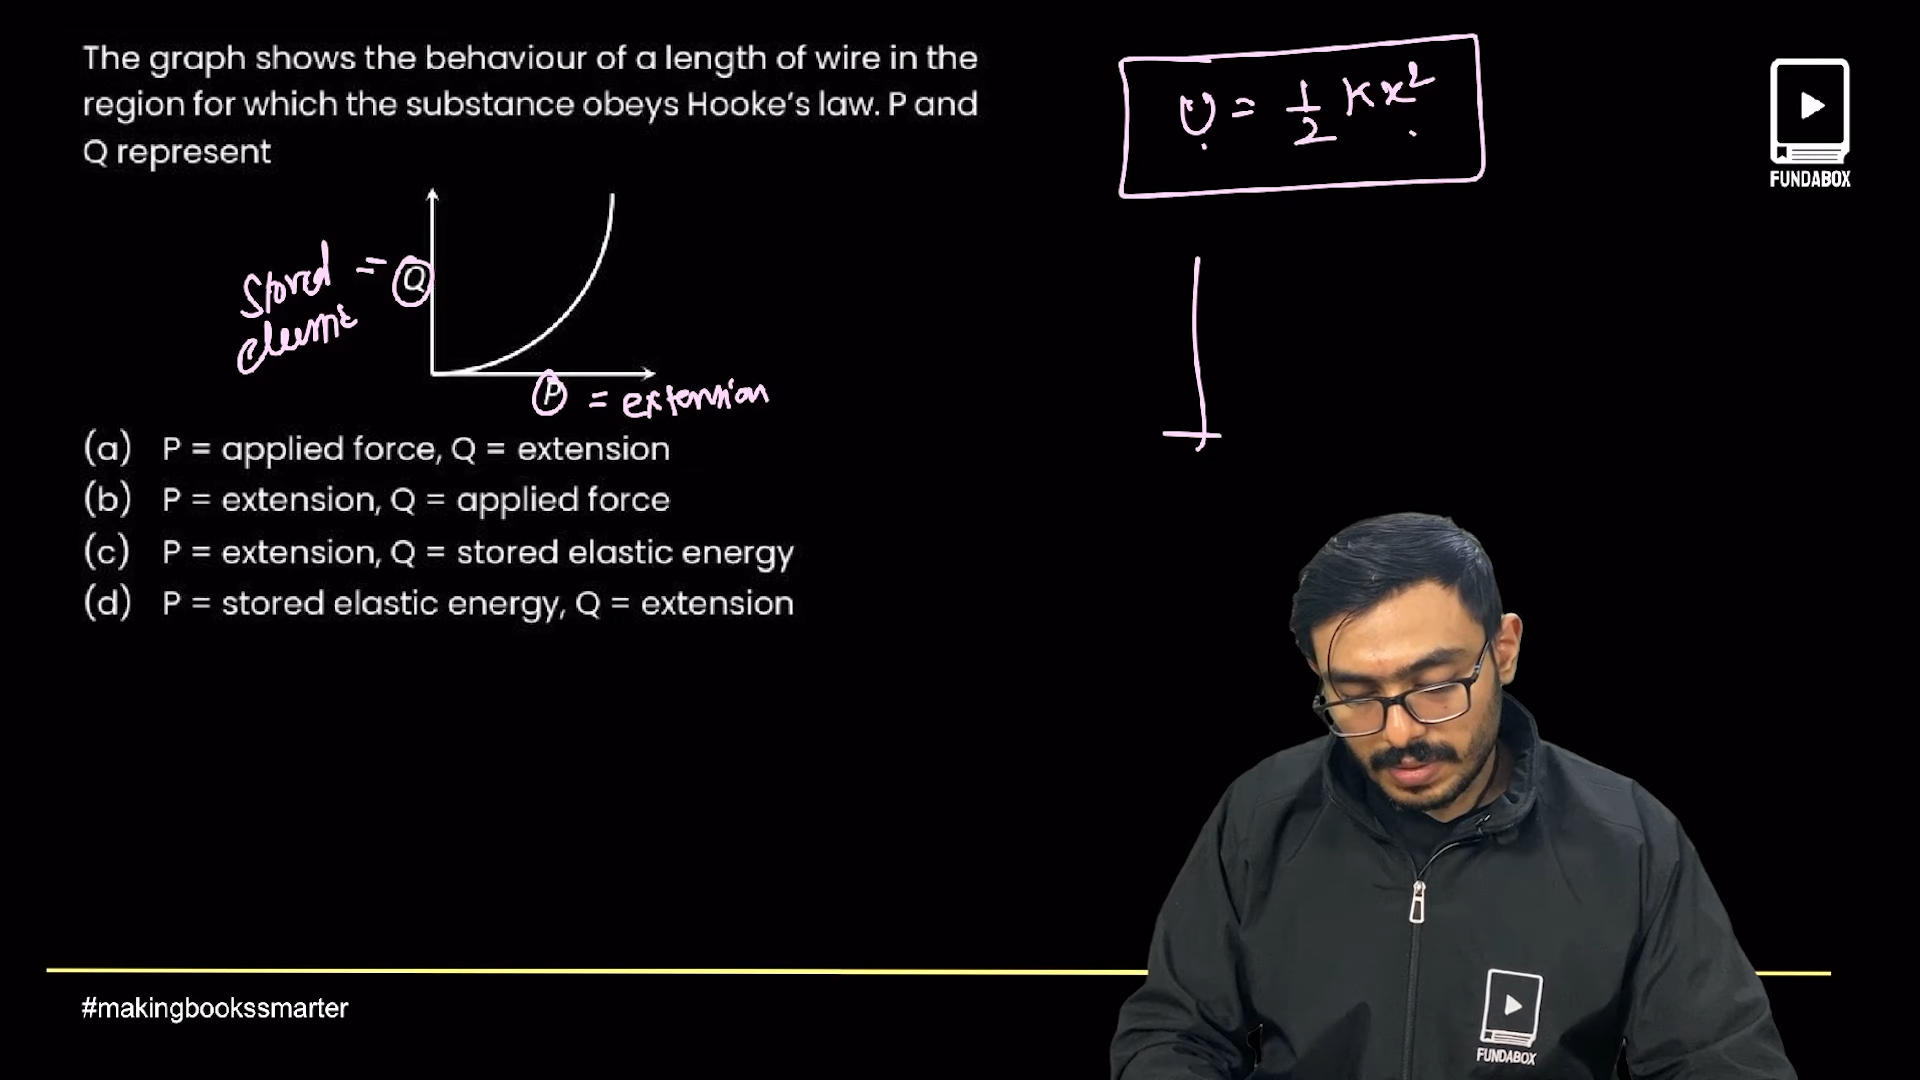 The graph shows the behaviour of a length of wire in the
region for which the substance obeys Hooke's law. P and
Q represent
U = 1/2 Kx²
FUNDABOX
Stored = Q
P = extension
(a) P = applied force, Q = extension
(b) P = extension, Q = applied force
(c) P = extension, Q = stored elastic energy
(d) P = stored elastic energy, Q = extension
#makingbookssmarter
FUNDABOX